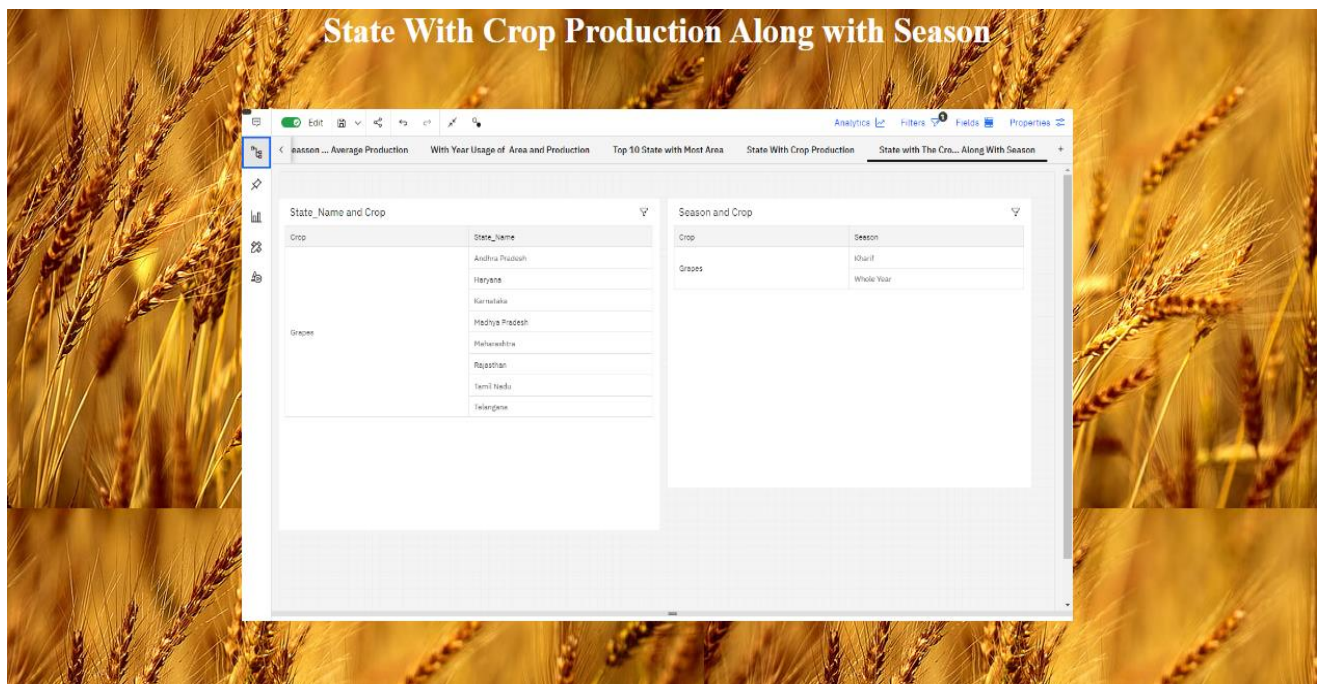 State With Crop Production Along with Season
Edit
Analytics Filters 1 Fields Properties
easson ... Average Production With Year Usage of Area and Production Top 10 State with Most Area State With Crop Production State with The Cro... Along With Season +
State_Name and Crop
Crop State_Name
Grapes
Andhra Pradesh
Haryana
Karnataka
Madhya Pradesh
Maharashtra
Rajasthan
Tamil Nadu
Telangana
Season and Crop
Crop Season
Grapes
Kharif
Whole Year